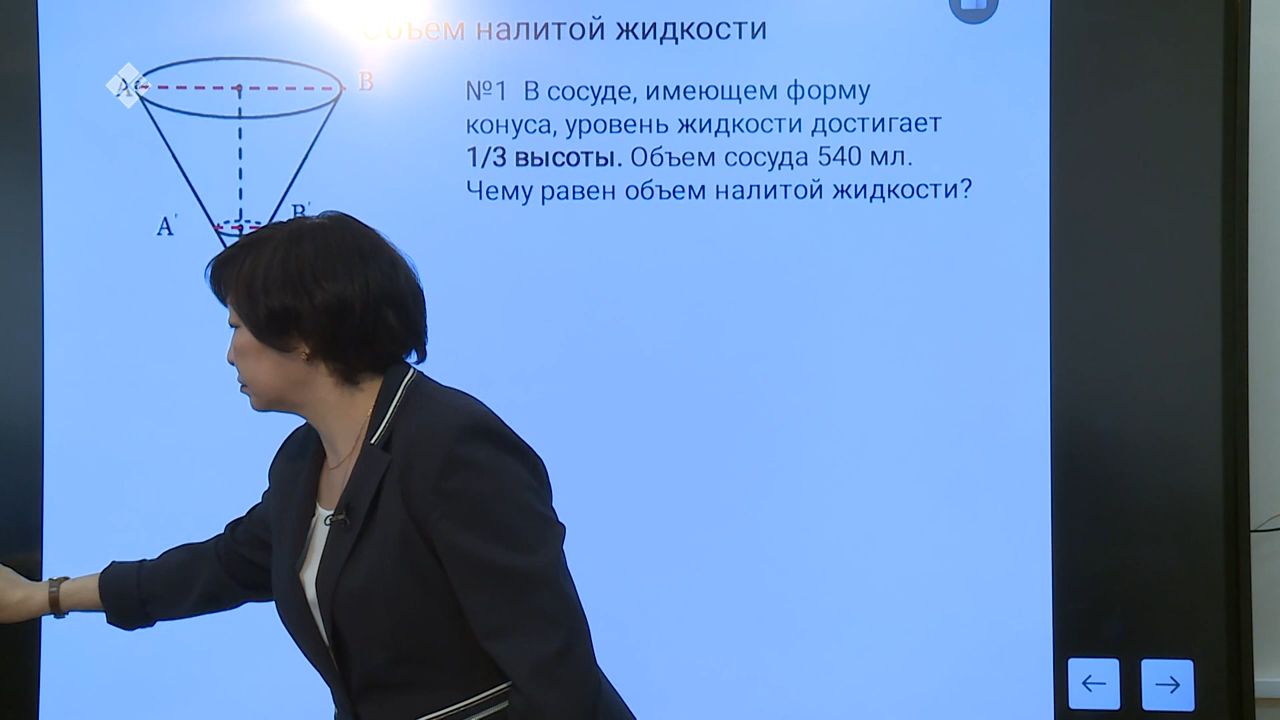 Объем налитой жидкости
A
B
№1 В сосуде, имеющем форму
конуса, уровень жидкости достигает
1/3 высоты. Объем сосуда 540 мл.
Чему равен объем налитой жидкости?
A'
B'